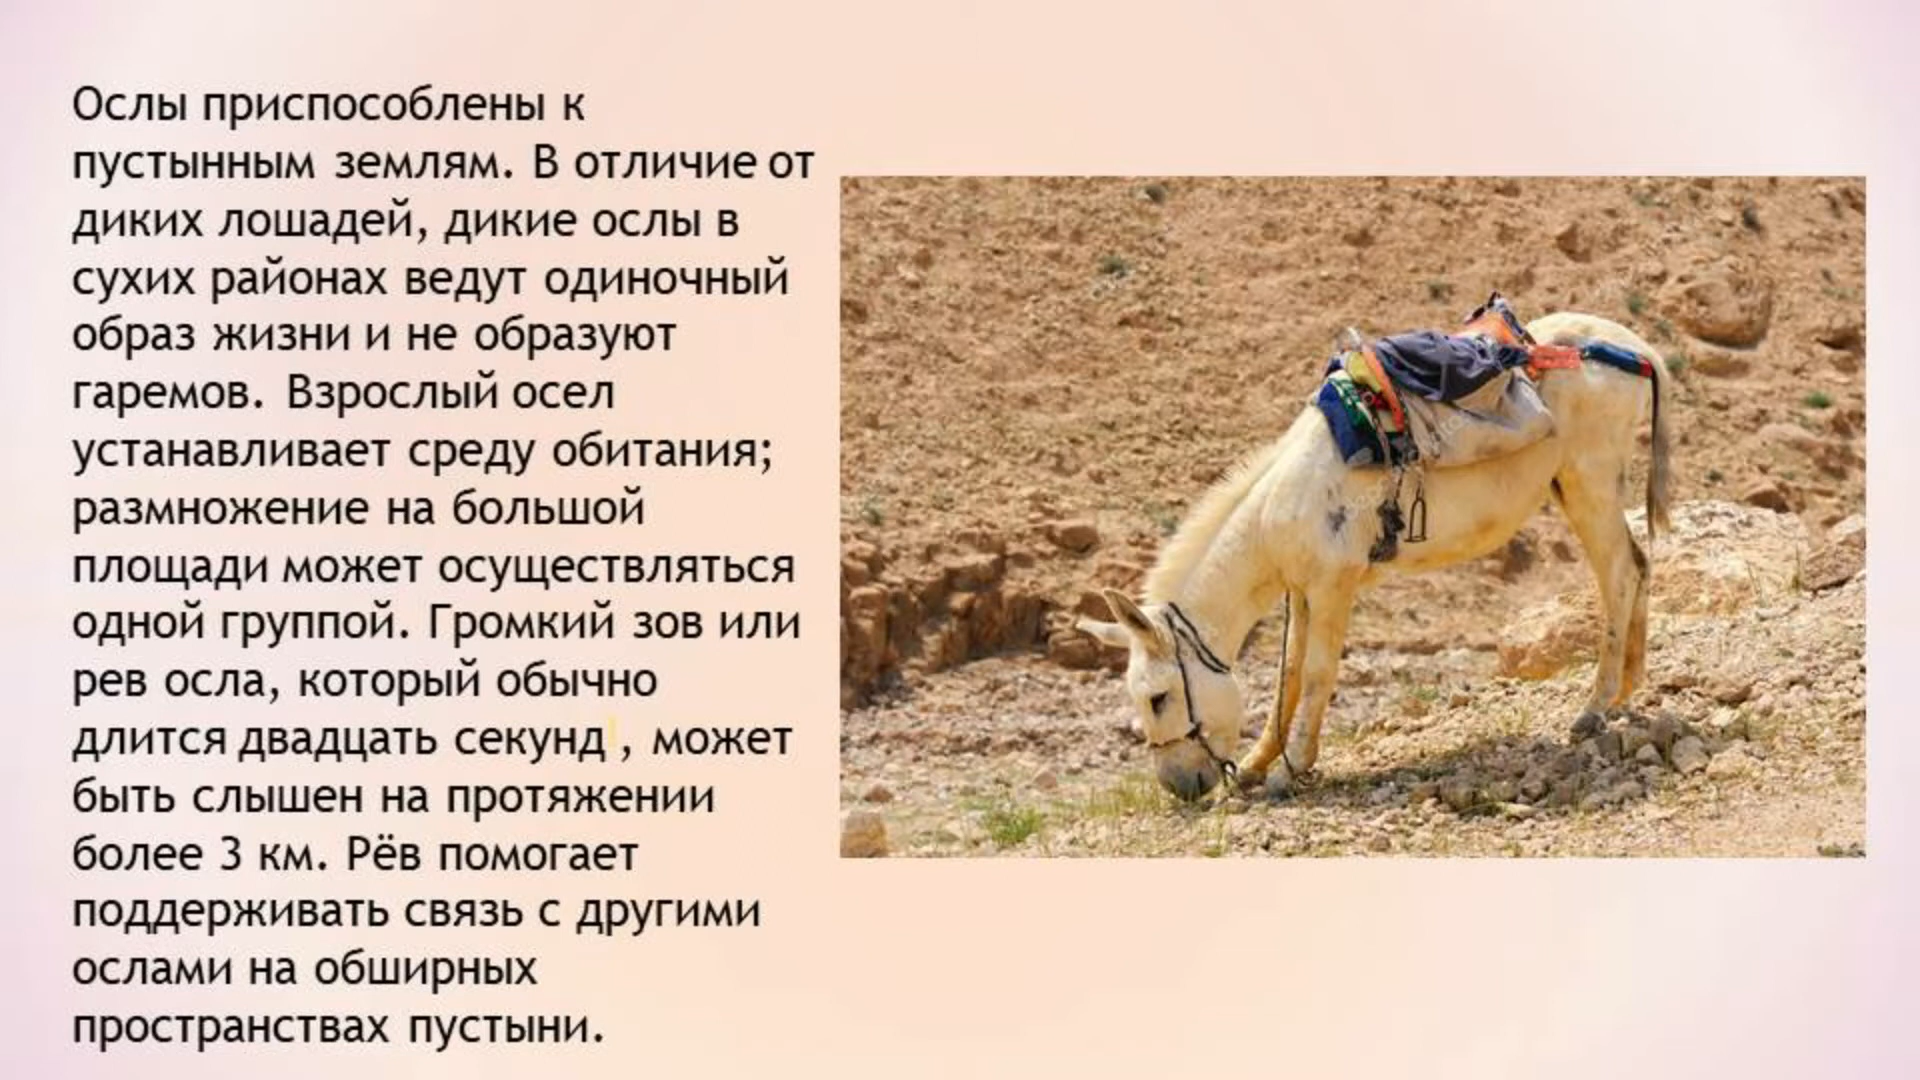 Ослы приспособлены к
пустынным землям. В отличие от
диких лошадей, дикие ослы в
сухих районах ведут одиночный
образ жизни и не образуют
гаремов. Взрослый осел
устанавливает среду обитания;
размножение на большой
площади может осуществляться
одной группой. Громкий зов или
рев осла, который обычно
длится двадцать секунд , может
быть слышен на протяжении
более 3 км. Рёв помогает
поддерживать связь с другими
ослами на обширных
пространствах пустыни.